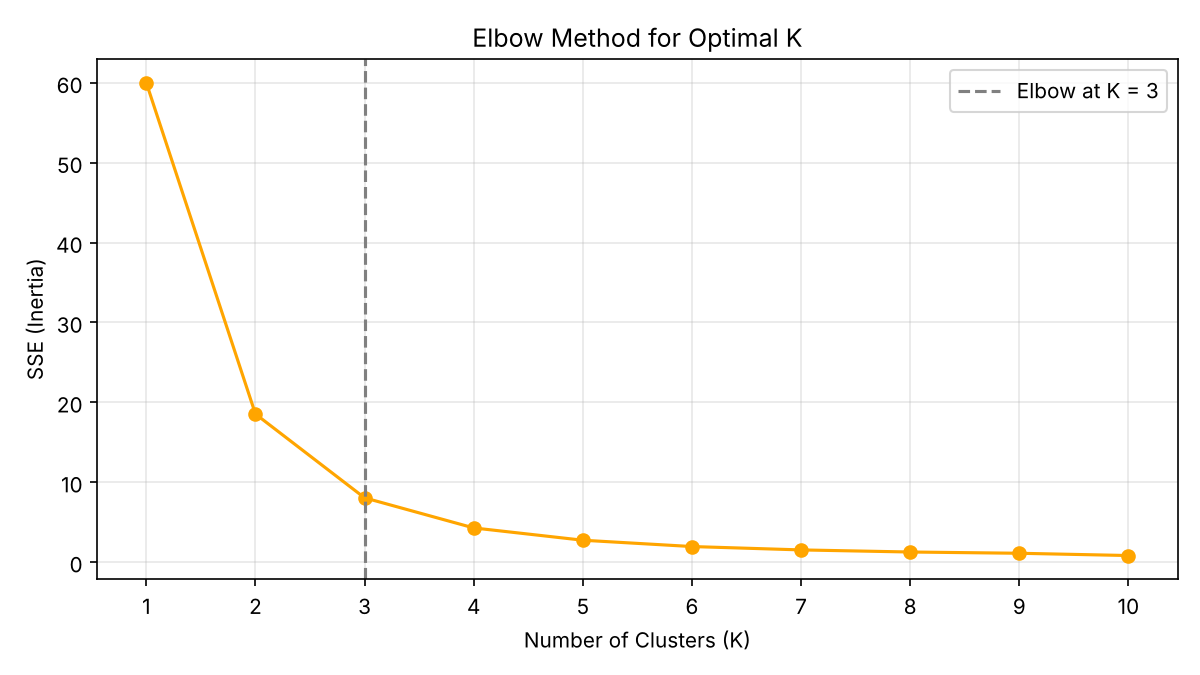 Elbow Method for Optimal K
Elbow at K = 3
60
50
40
30
20
10
0
SSE (Inertia)
1 2 3 4 5 6 7 8 9 10
Number of Clusters (K)